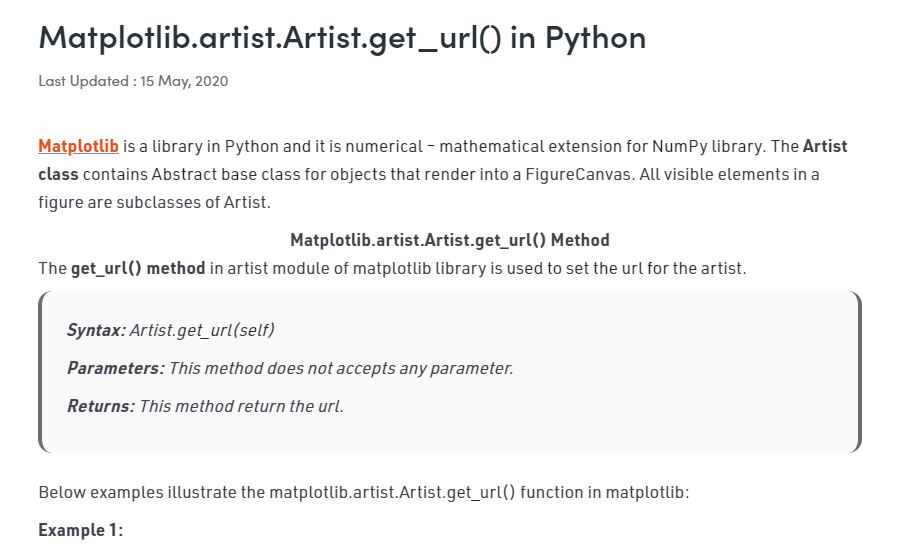 Matplotlib.artist.Artist.get_url() in Python
Last Updated : 15 May, 2020
Matplotlib is a library in Python and it is numerical – mathematical extension for NumPy library. The Artist
class contains Abstract base class for objects that render into a FigureCanvas. All visible elements in a
figure are subclasses of Artist.
Matplotlib.artist.Artist.get_url() Method
The get_url() method in artist module of matplotlib library is used to set the url for the artist.
Syntax: Artist.get_url(self)
Parameters: This method does not accepts any parameter.
Returns: This method return the url.
Below examples illustrate the matplotlib.artist.Artist.get_url() function in matplotlib:
Example 1: